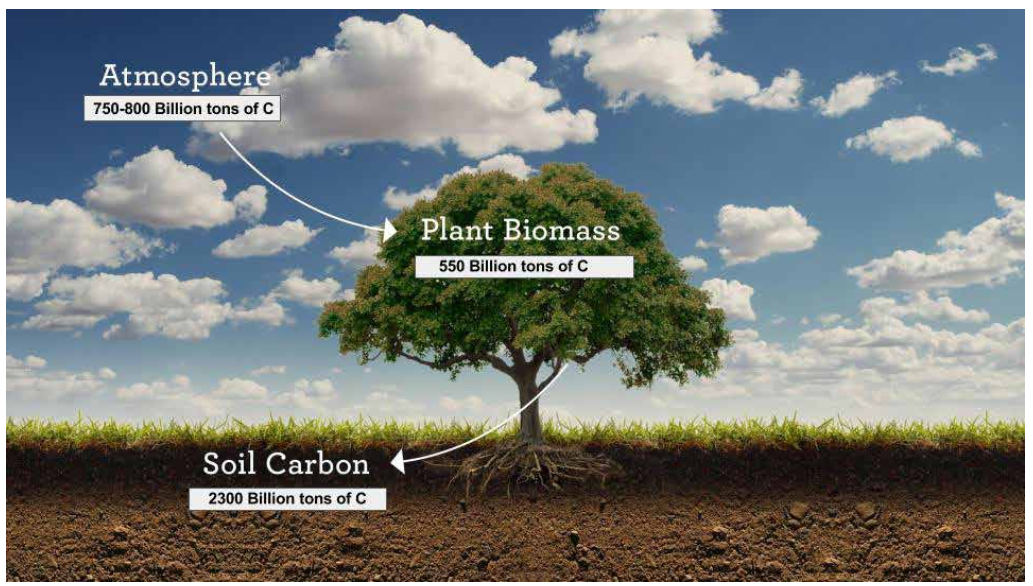 Atmosphere
750-800 Billion tons of C
Plant Biomass
550 Billion tons of C
Soil Carbon
2300 Billion tons of C